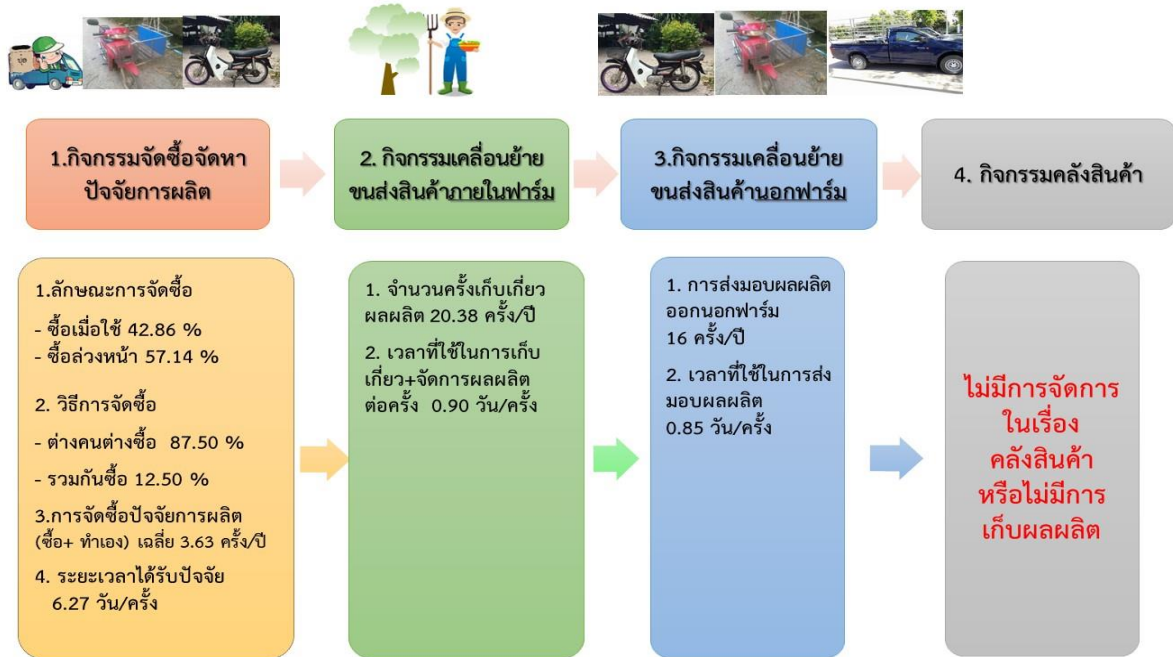 1.กิจกรรมจัดซื้อจัดหา
ปัจจัยการผลิต
2. กิจกรรมเคลื่อนย้าย
ขนส่งสินค้าภายในฟาร์ม
3.กิจกรรมเคลื่อนย้าย
ขนส่งสินค้านอกฟาร์ม
4. กิจกรรมคลังสินค้า
1.ลักษณะการจัดซื้อ
- ซื้อเมื่อใช้ 42.86 %
- ซื้อล่วงหน้า 57.14 %
2. วิธีการจัดซื้อ
- ต่างคนต่างซื้อ 87.50 %
- รวมกันซื้อ 12.50 %
3.การจัดซื้อปัจจัยการผลิต
(ซื้อ+ ทำเอง) เฉลี่ย 3.63 ครั้ง/ปี
4. ระยะเวลาได้รับปัจจัย
6.27 วัน/ครั้ง
1. จำนวนครั้งเก็บเกี่ยว
ผลผลิต 20.38 ครั้ง/ปี
2. เวลาที่ใช้ในการเก็บ
เกี่ยว+จัดการผลผลิต
ต่อครั้ง 0.90 วัน/ครั้ง
1. การส่งมอบผลผลิต
ออกนอกฟาร์ม
16 ครั้ง/ปี
2. เวลาที่ใช้ในการส่ง
มอบผลผลิต
0.85 วัน/ครั้ง
ไม่มีการจัดการ
ในเรื่อง
คลังสินค้า
หรือไม่มีการ
เก็บผลผลิต